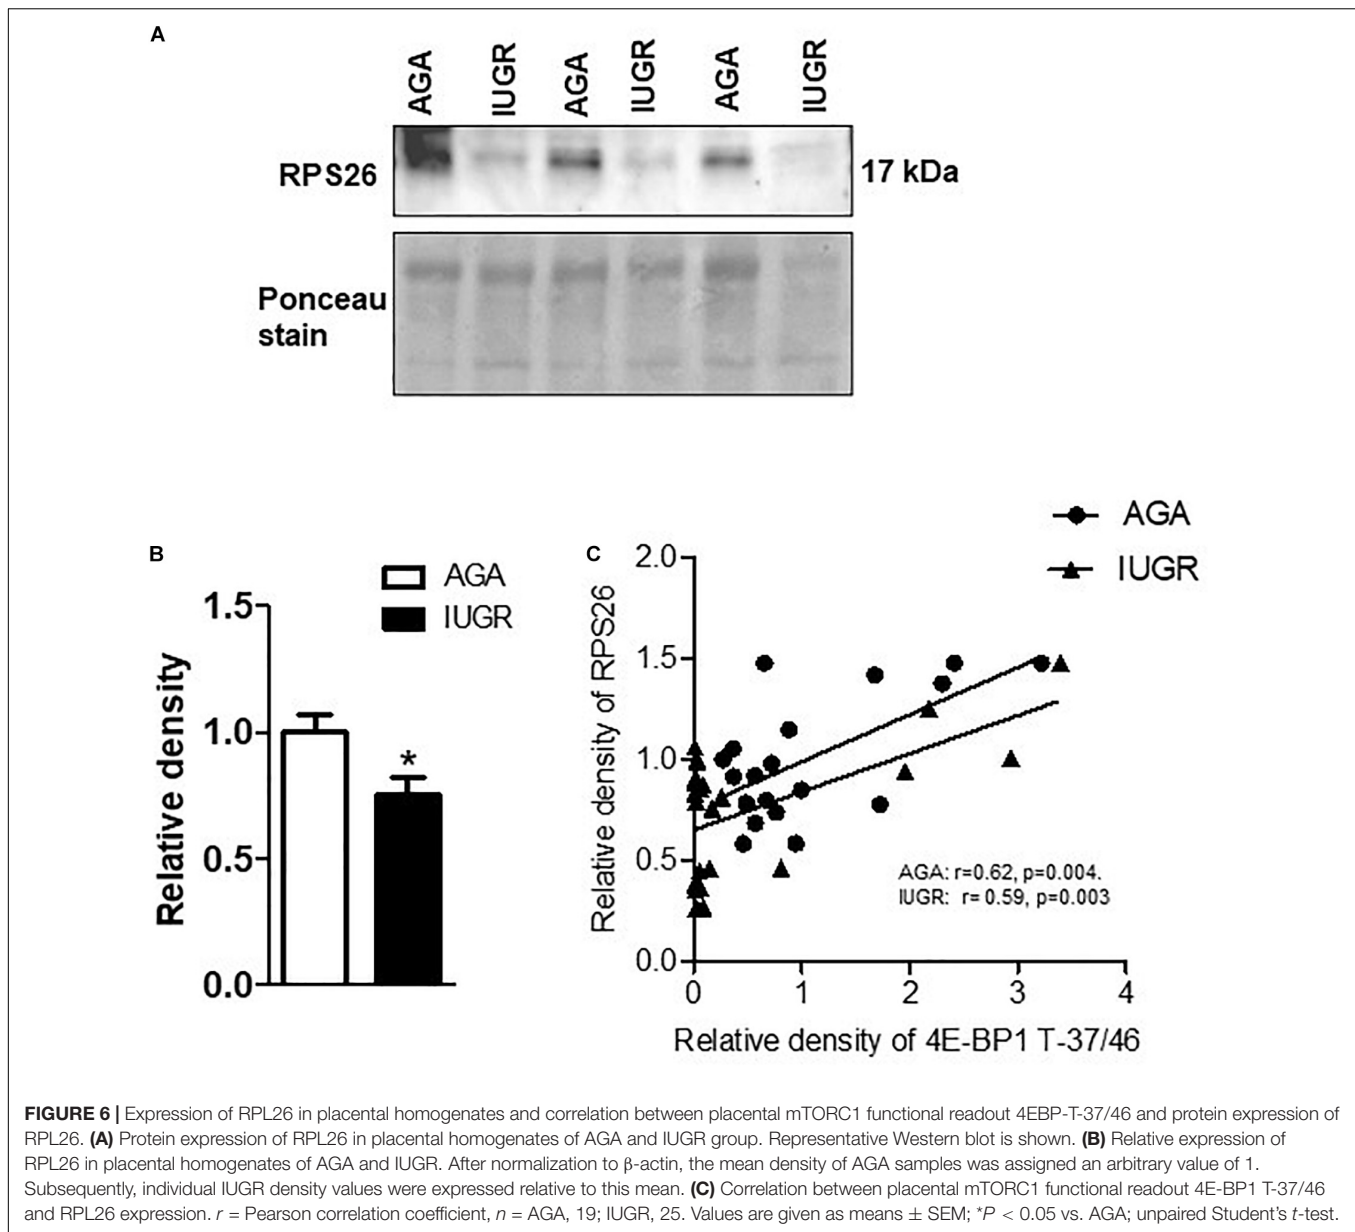 A
AGA IUGR AGA IUGR AGA IUGR
RPS26
17 kDa
Ponceau
stain
B
AGA
IUGR
Relative density
1.5
1.0
0.5
0.0
*
C
AGA
IUGR
Relative density of RPS26
2.0
1.5
1.0
0.5
0.0
AGA: r=0.62, p=0.004.
IUGR: r= 0.59, p=0.003
0 1 2 3 4
Relative density of 4E-BP1 T-37/46
FIGURE 6 | Expression of RPL26 in placental homogenates and correlation between placental mTORC1 functional readout 4EBP-T-37/46 and protein expression of
RPL26. (A) Protein expression of RPL26 in placental homogenates of AGA and IUGR group. Representative Western blot is shown. (B) Relative expression of
RPL26 in placental homogenates of AGA and IUGR. After normalization to β-actin, the mean density of AGA samples was assigned an arbitrary value of 1.
Subsequently, individual IUGR density values were expressed relative to this mean. (C) Correlation between placental mTORC1 functional readout 4E-BP1 T-37/46
and RPL26 expression. r = Pearson correlation coefficient, n = AGA, 19; IUGR, 25. Values are given as means ± SEM; *P < 0.05 vs. AGA; unpaired Student's t-test.